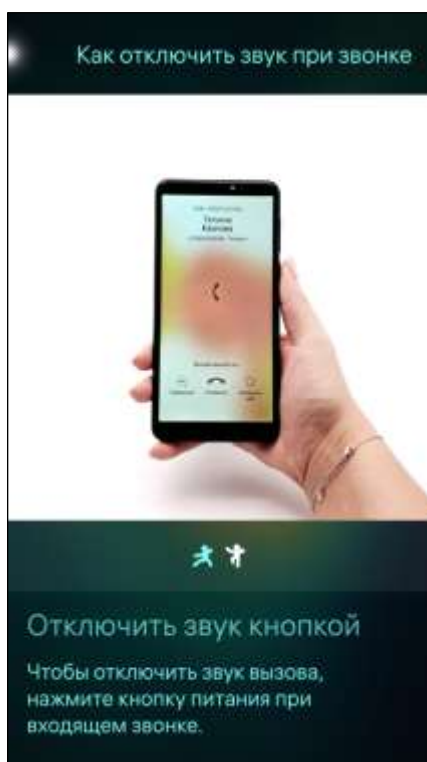 Как отключить звук при звонке
Отключить звук кнопкой
Чтобы отключить звук вызова,
нажмите кнопку питания при
входящем звонке.